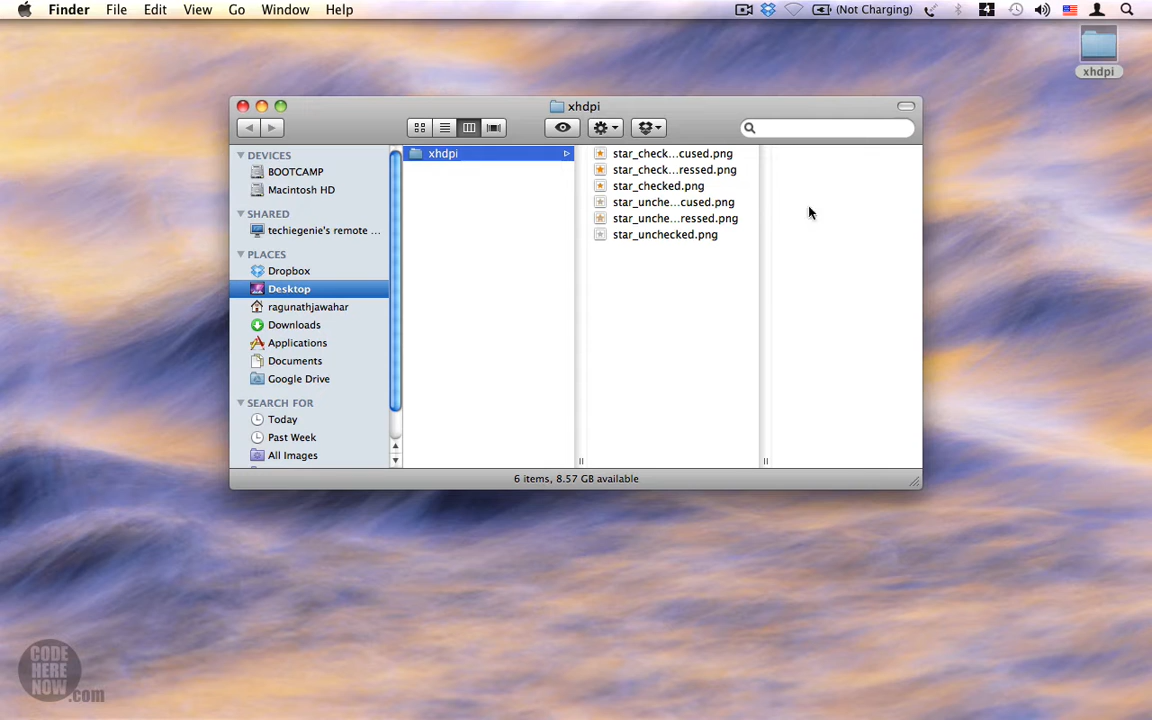 Finder File Edit View Go Window Help
(Not Charging)
4
xhdpi
xhdpi
DEVICES
BOOTCAMP
Macintosh HD
SHARED
techiegenie's remote ...
PLACES
Dropbox
Desktop
ragunathjawahar
Downloads
Applications
Documents
Google Drive
SEARCH FOR
Today
Past Week
All Images
xhdpi
star_check...cused.png
star_check...ressed.png
star_checked.png
star_unche...cused.png
star_unche...ressed.png
star_unchecked.png
6 items, 8.57 GB available
CODE
HERE
NOW.com